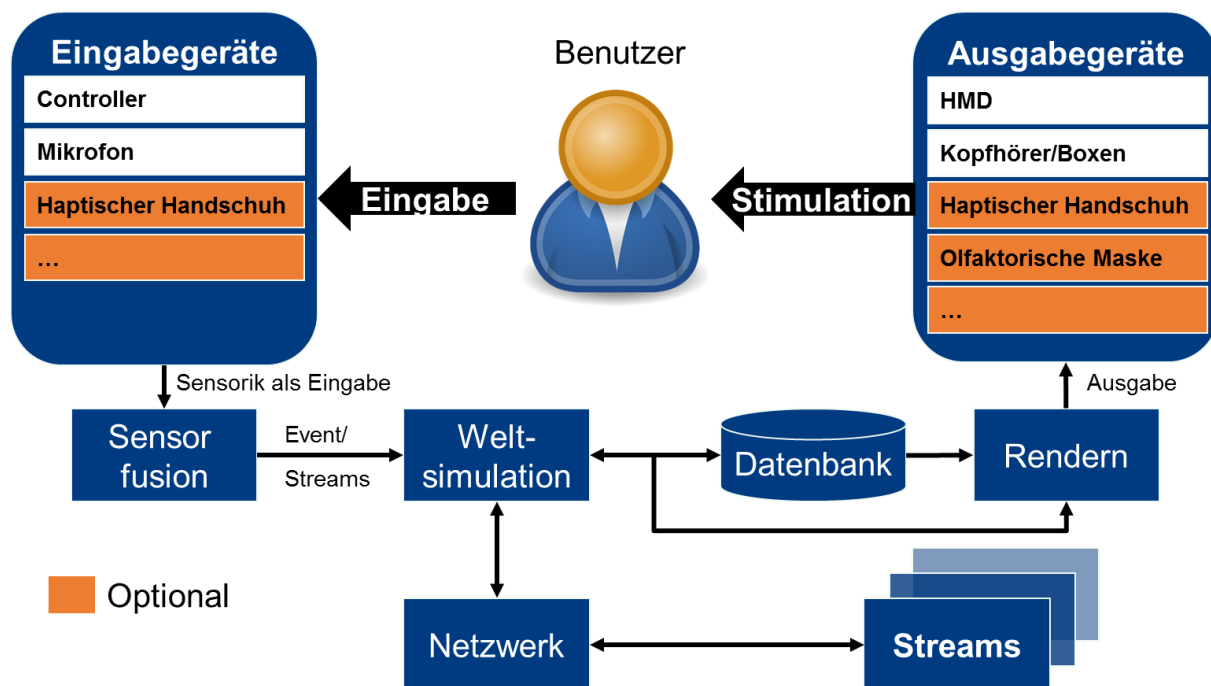 Eingabegeräte
Controller
Mikrofon
Haptischer Handschuh
…
Benutzer
Eingabe
Stimulation
Ausgabegeräte
HMD
Kopfhörer/Boxen
Haptischer Handschuh
Olfaktorische Maske
…
Sensorik als Eingabe
Ausgabe
Sensor
fusion
Event/
Streams
Welt-
simulation
Datenbank
Rendern
Optional
Netzwerk
Streams